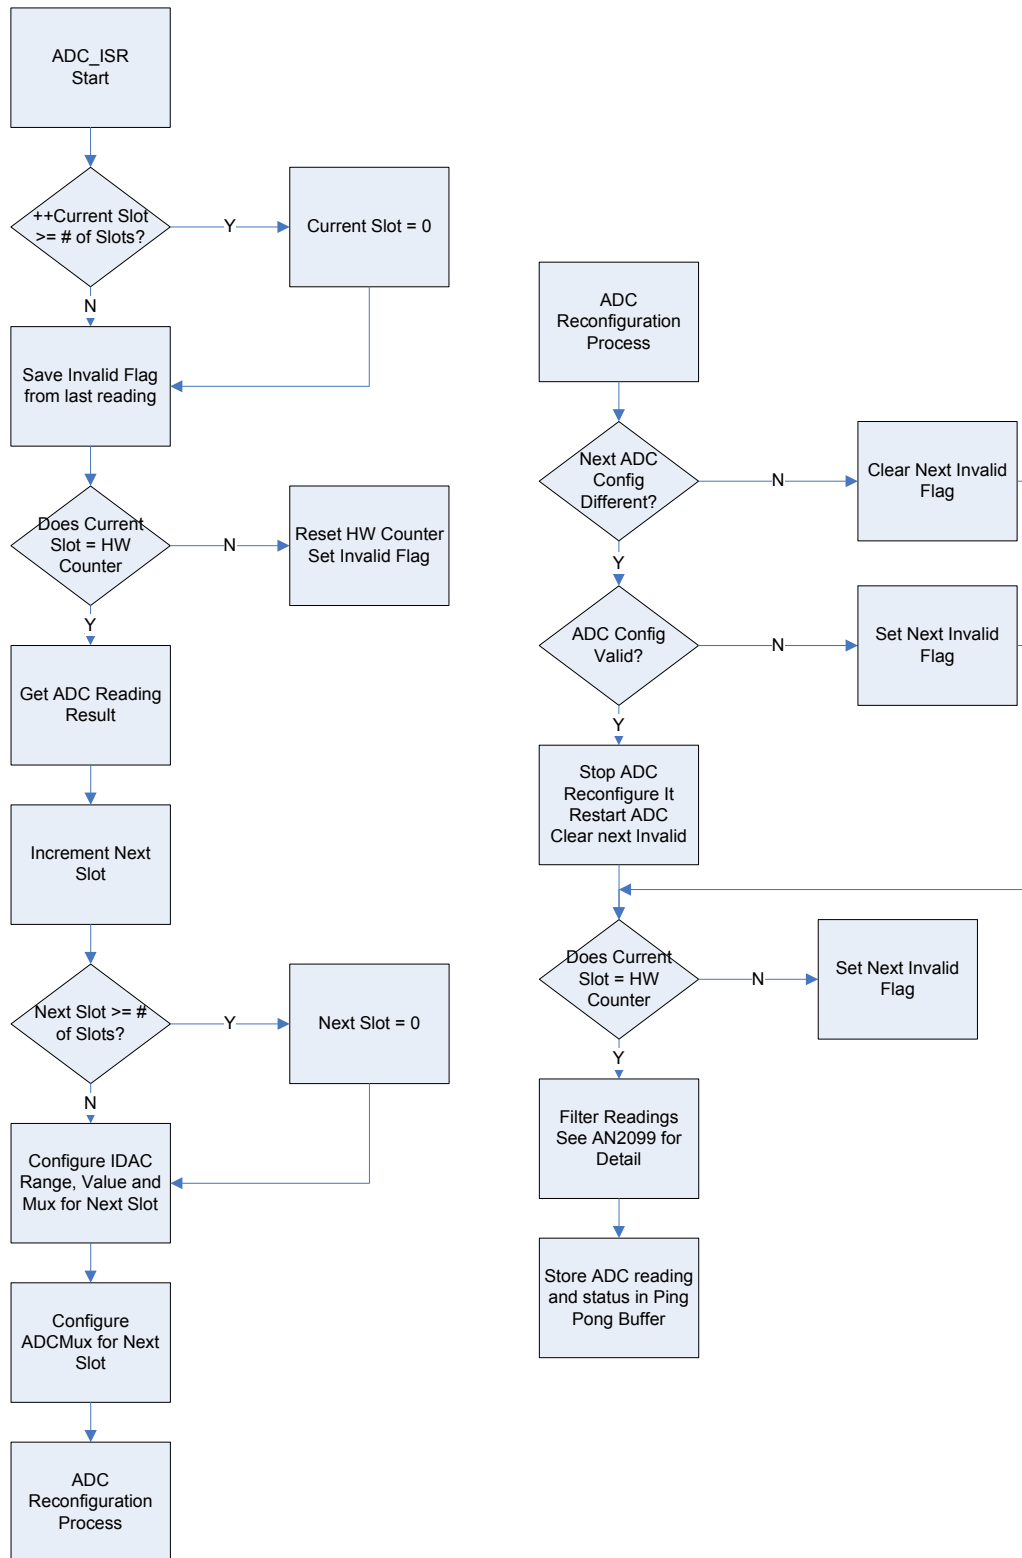 ADC_ISR
Start
++Current Slot
>= # of Slots?
Y
Current Slot = 0
N
Save Invalid Flag
from last reading
Does Current
Slot = HW
Counter
N
Reset HW Counter
Set Invalid Flag
Y
Get ADC Reading
Result
Increment Next
Slot
Next Slot >= #
of Slots?
Y
Next Slot = 0
N
Configure IDAC
Range, Value and
Mux for Next Slot
Configure
ADCMux for Next
Slot
ADC
Reconfiguration
Process
ADC
Reconfiguration
Process
Next ADC
Config
Different?
N
Clear Next Invalid
Flag
Y
ADC Config
Valid?
N
Set Next Invalid
Flag
Y
Stop ADC
Reconfigure It
Restart ADC
Clear next Invalid
Does Current
Slot = HW
Counter
N
Set Next Invalid
Flag
Y
Filter Readings
See AN2099 for
Detail
Store ADC reading
and status in Ping
Pong Buffer